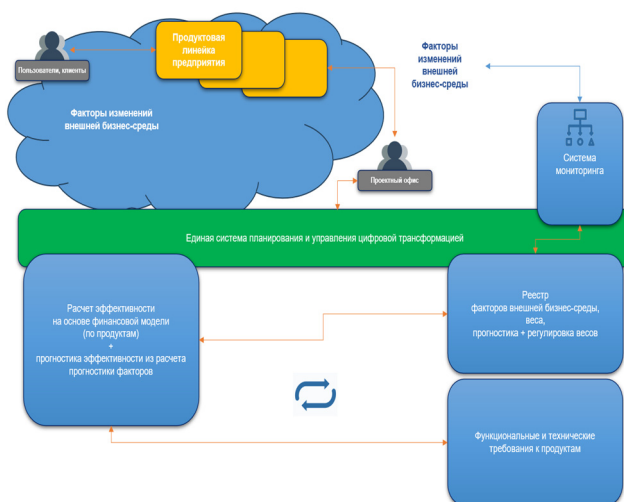 Продуктовая
линейка
предприятия
Пользователи, клиенты
Факторы изменений
внешней бизнес-среды
Факторы
изменений
внешней
бизнес-среды
Система
мониторинга
Проектный офис
Единая система планирования и управления цифровой трансформацией
Расчет эффективности
на основе финансовой модели
(по продуктам)
+
прогностика эффективности из расчета
прогностики факторов
Реестр
факторов внешней бизнес-среды,
веса,
прогностика + регулировка весов
Функциональные и технические
требования к продуктам